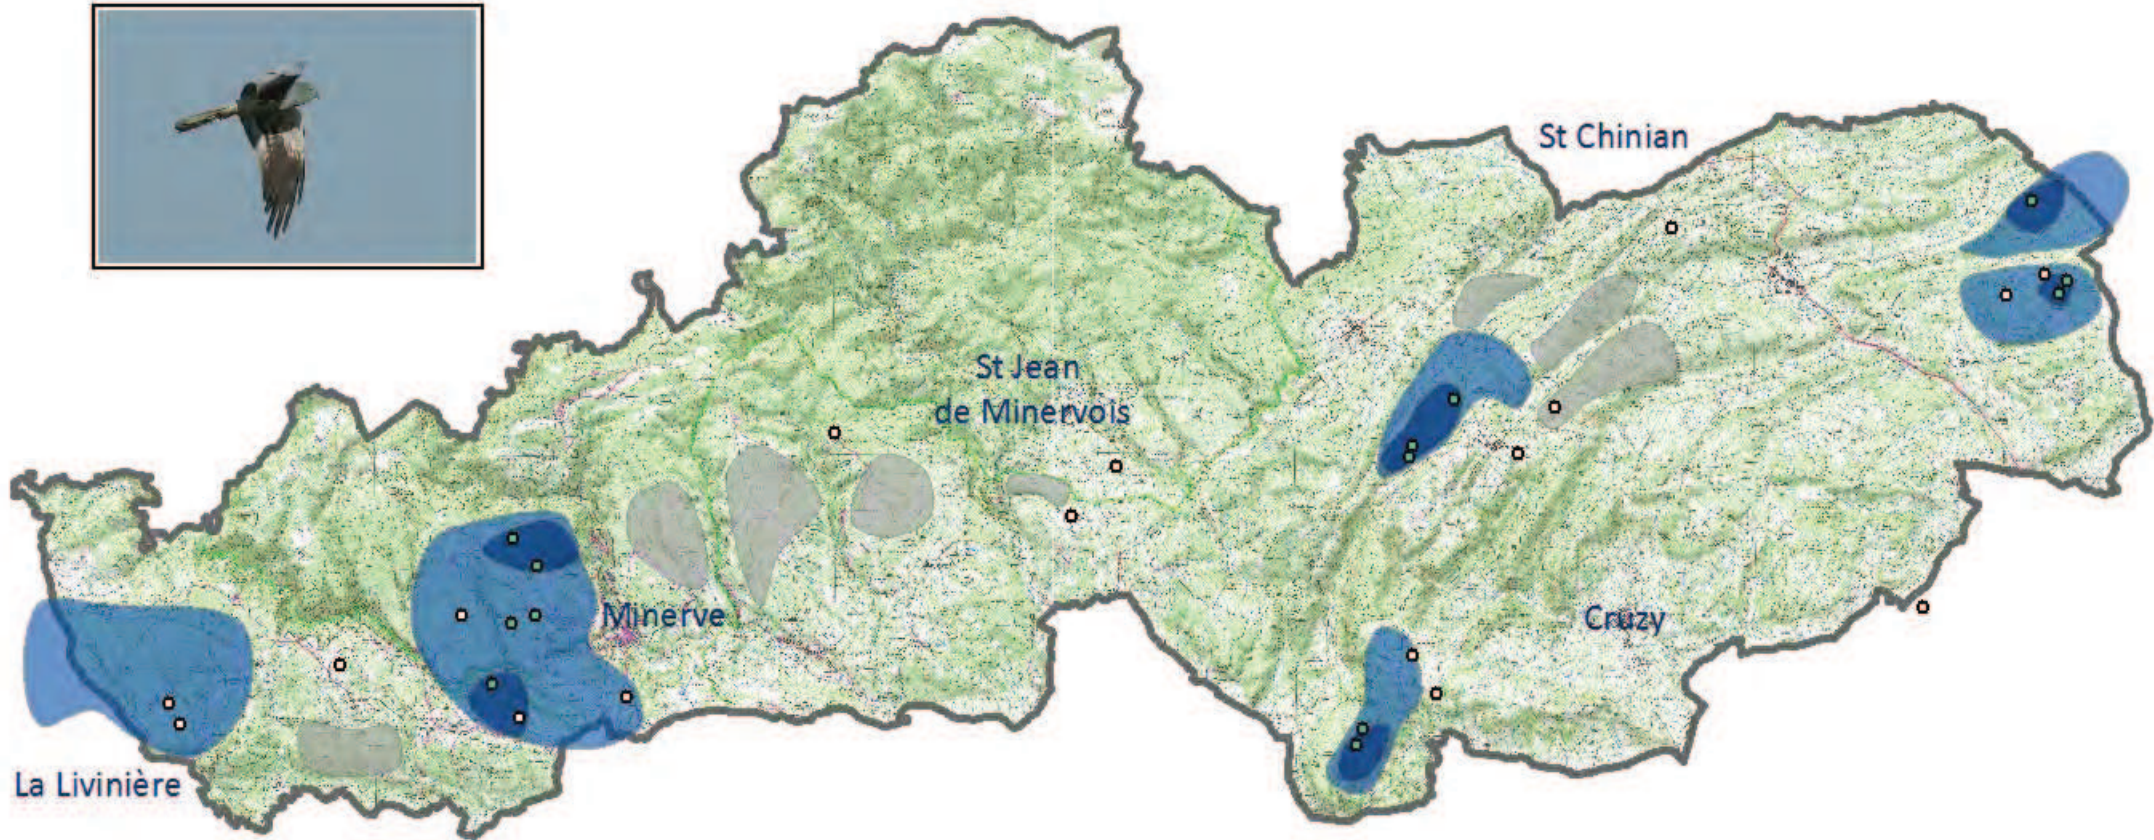 St Chinian
St Jean
de Minervois
Minerve
Cruzy
La Livinière